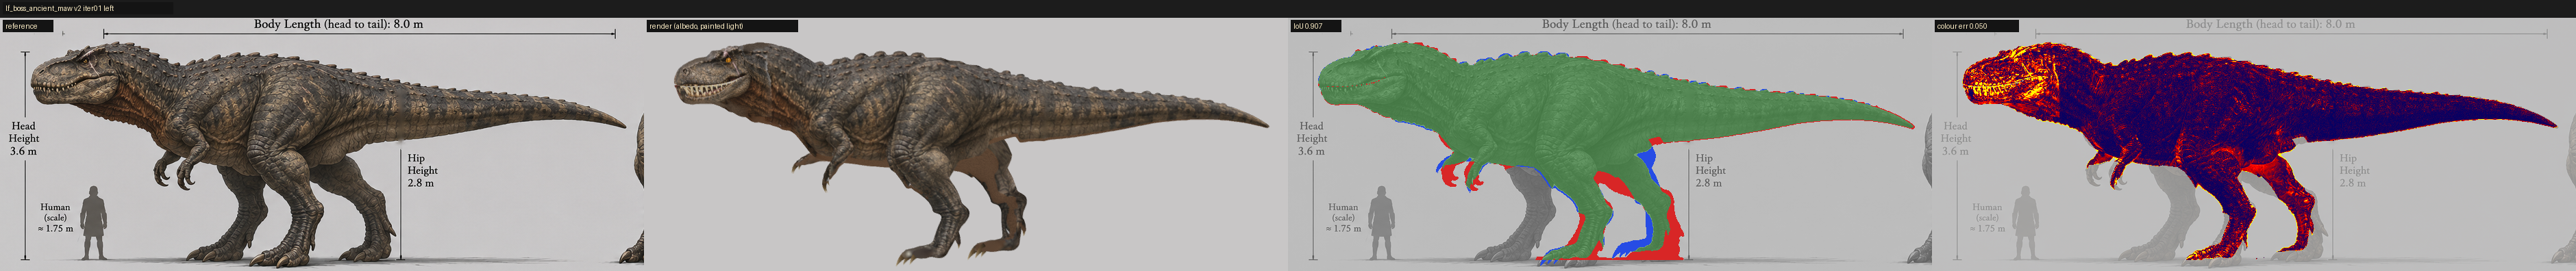 lf_boss_ancient_maw v2 iter01 left
reference
Body Length (head to tail): 8.0 m
Head
Height
3.6 m
Human
(scale)
≈ 1.75 m
Hip
Height
2.8 m
render (albedo, painted light)
IoU 0.907
Body Length (head to tail): 8.0 m
Head
Height
3.6 m
Human
(scale)
≈ 1.75 m
Hip
Height
2.8 m
colour err 0.050
Body Length (head to tail): 8.0 m
Head
Height
3.6 m
Human
(scale)
≈ 1.75 m
Hip
Height
2.8 m